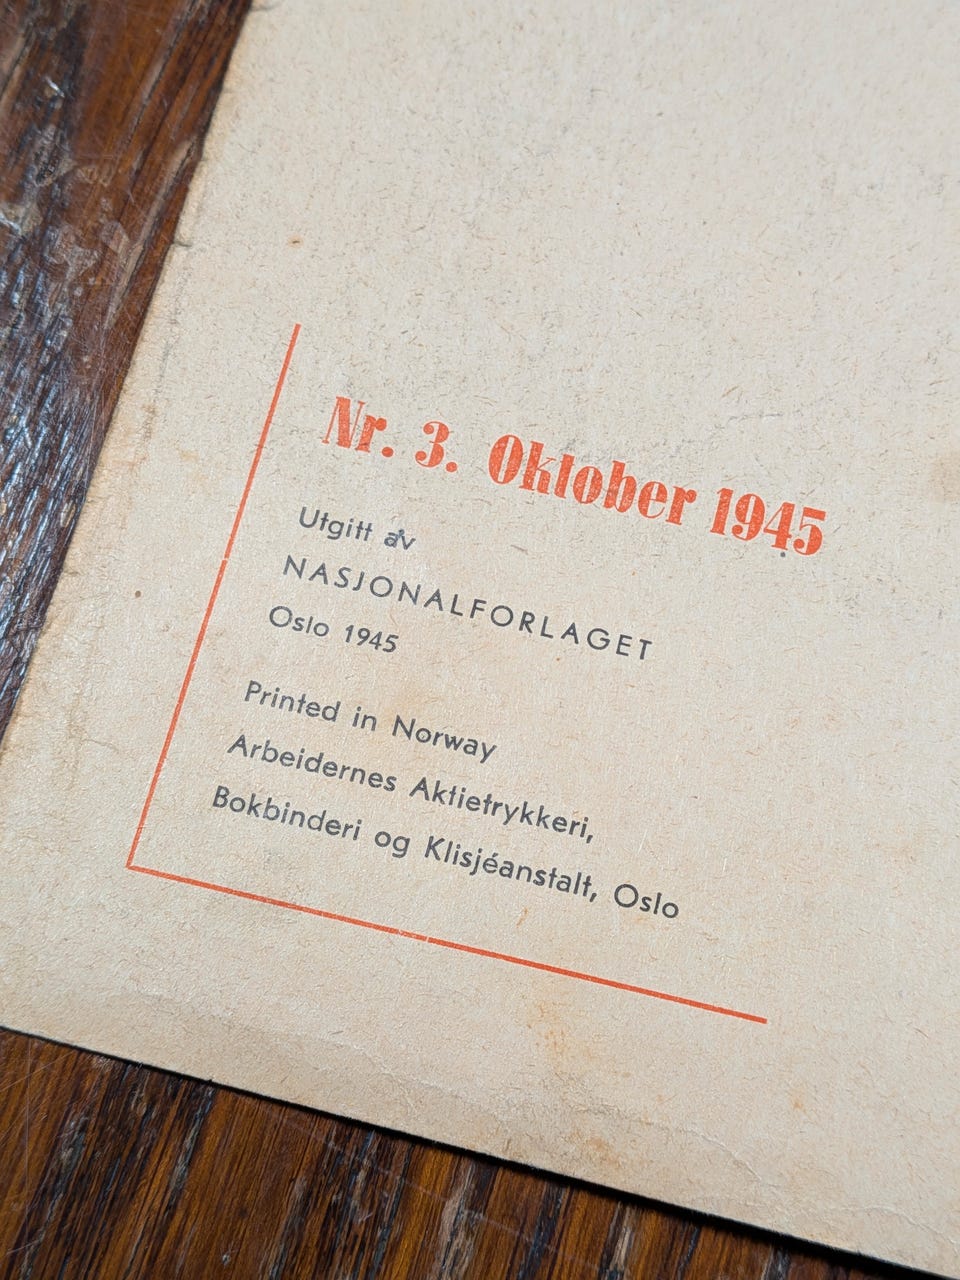 Nr. 3. Oktober 1945
Utgitt av
NASJONALFORLAGET
Oslo 1945
Printed in Norway
Arbeidernes Aktietrykkeri,
Bokbinderi og Klisjéanstalt, Oslo